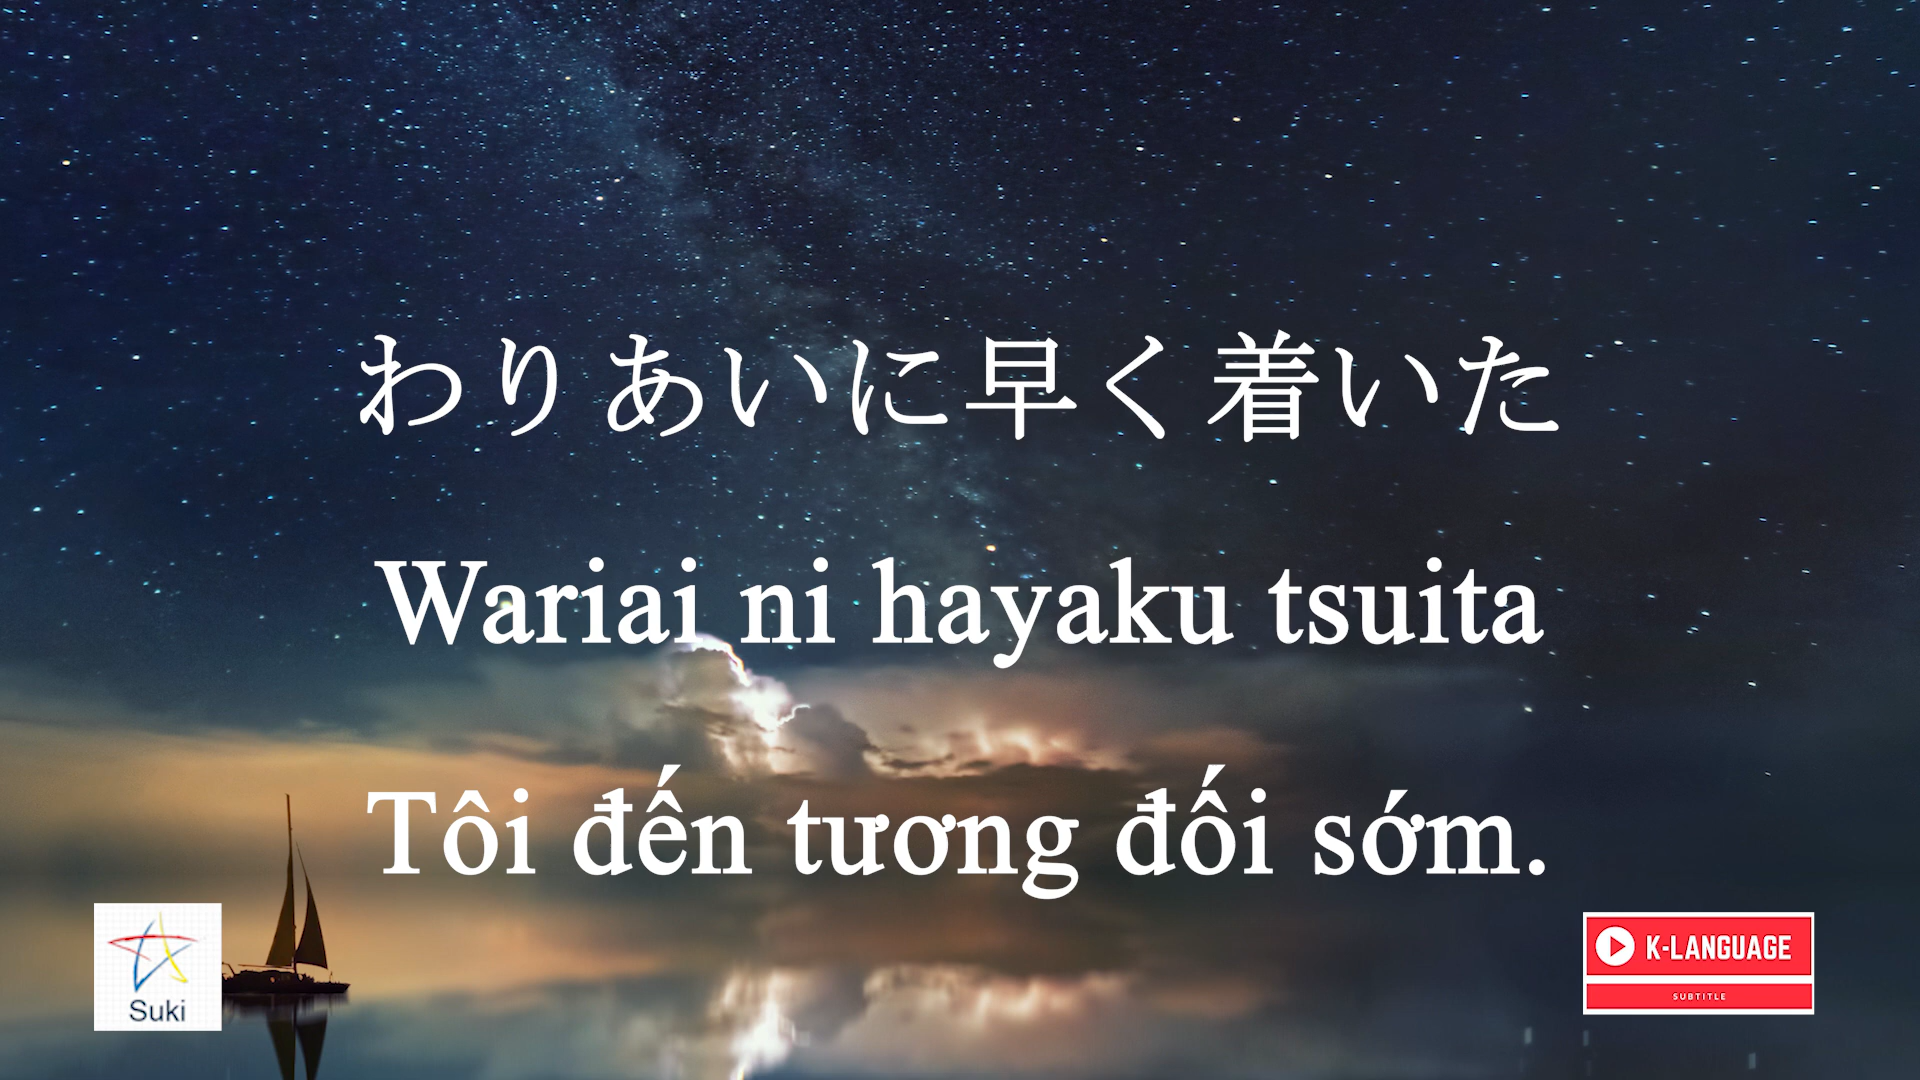 わりあいに早く着いた
Wariai ni hayaku tsuita
Tôi đến tương đối sớm.
Suki
K-LANGUAGE
SUBTITLE